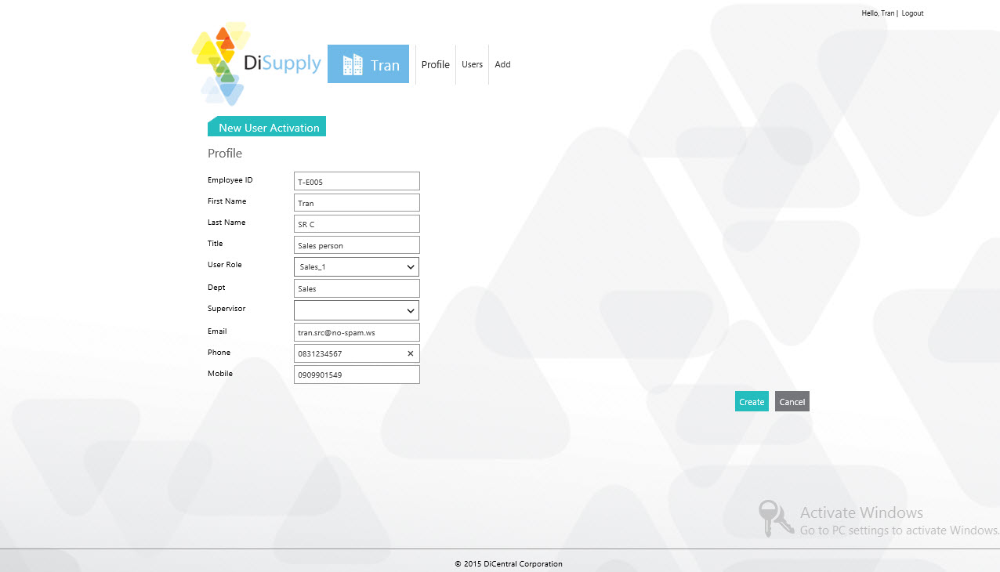 Hello, Tran | Logout
DiSupply
Tran
Profile Users Add
New User Activation
Profile
Employee ID T-E005
First Name Tran
Last Name SR C
Title Sales person
User Role Sales_1
Dept Sales
Supervisor
Email tran.src@no-spam.ws
Phone 0831234567 ×
Mobile 0909901549
Create Cancel
Activate Windows
Go to PC settings to activate Windows.
© 2015 DiCentral Corporation